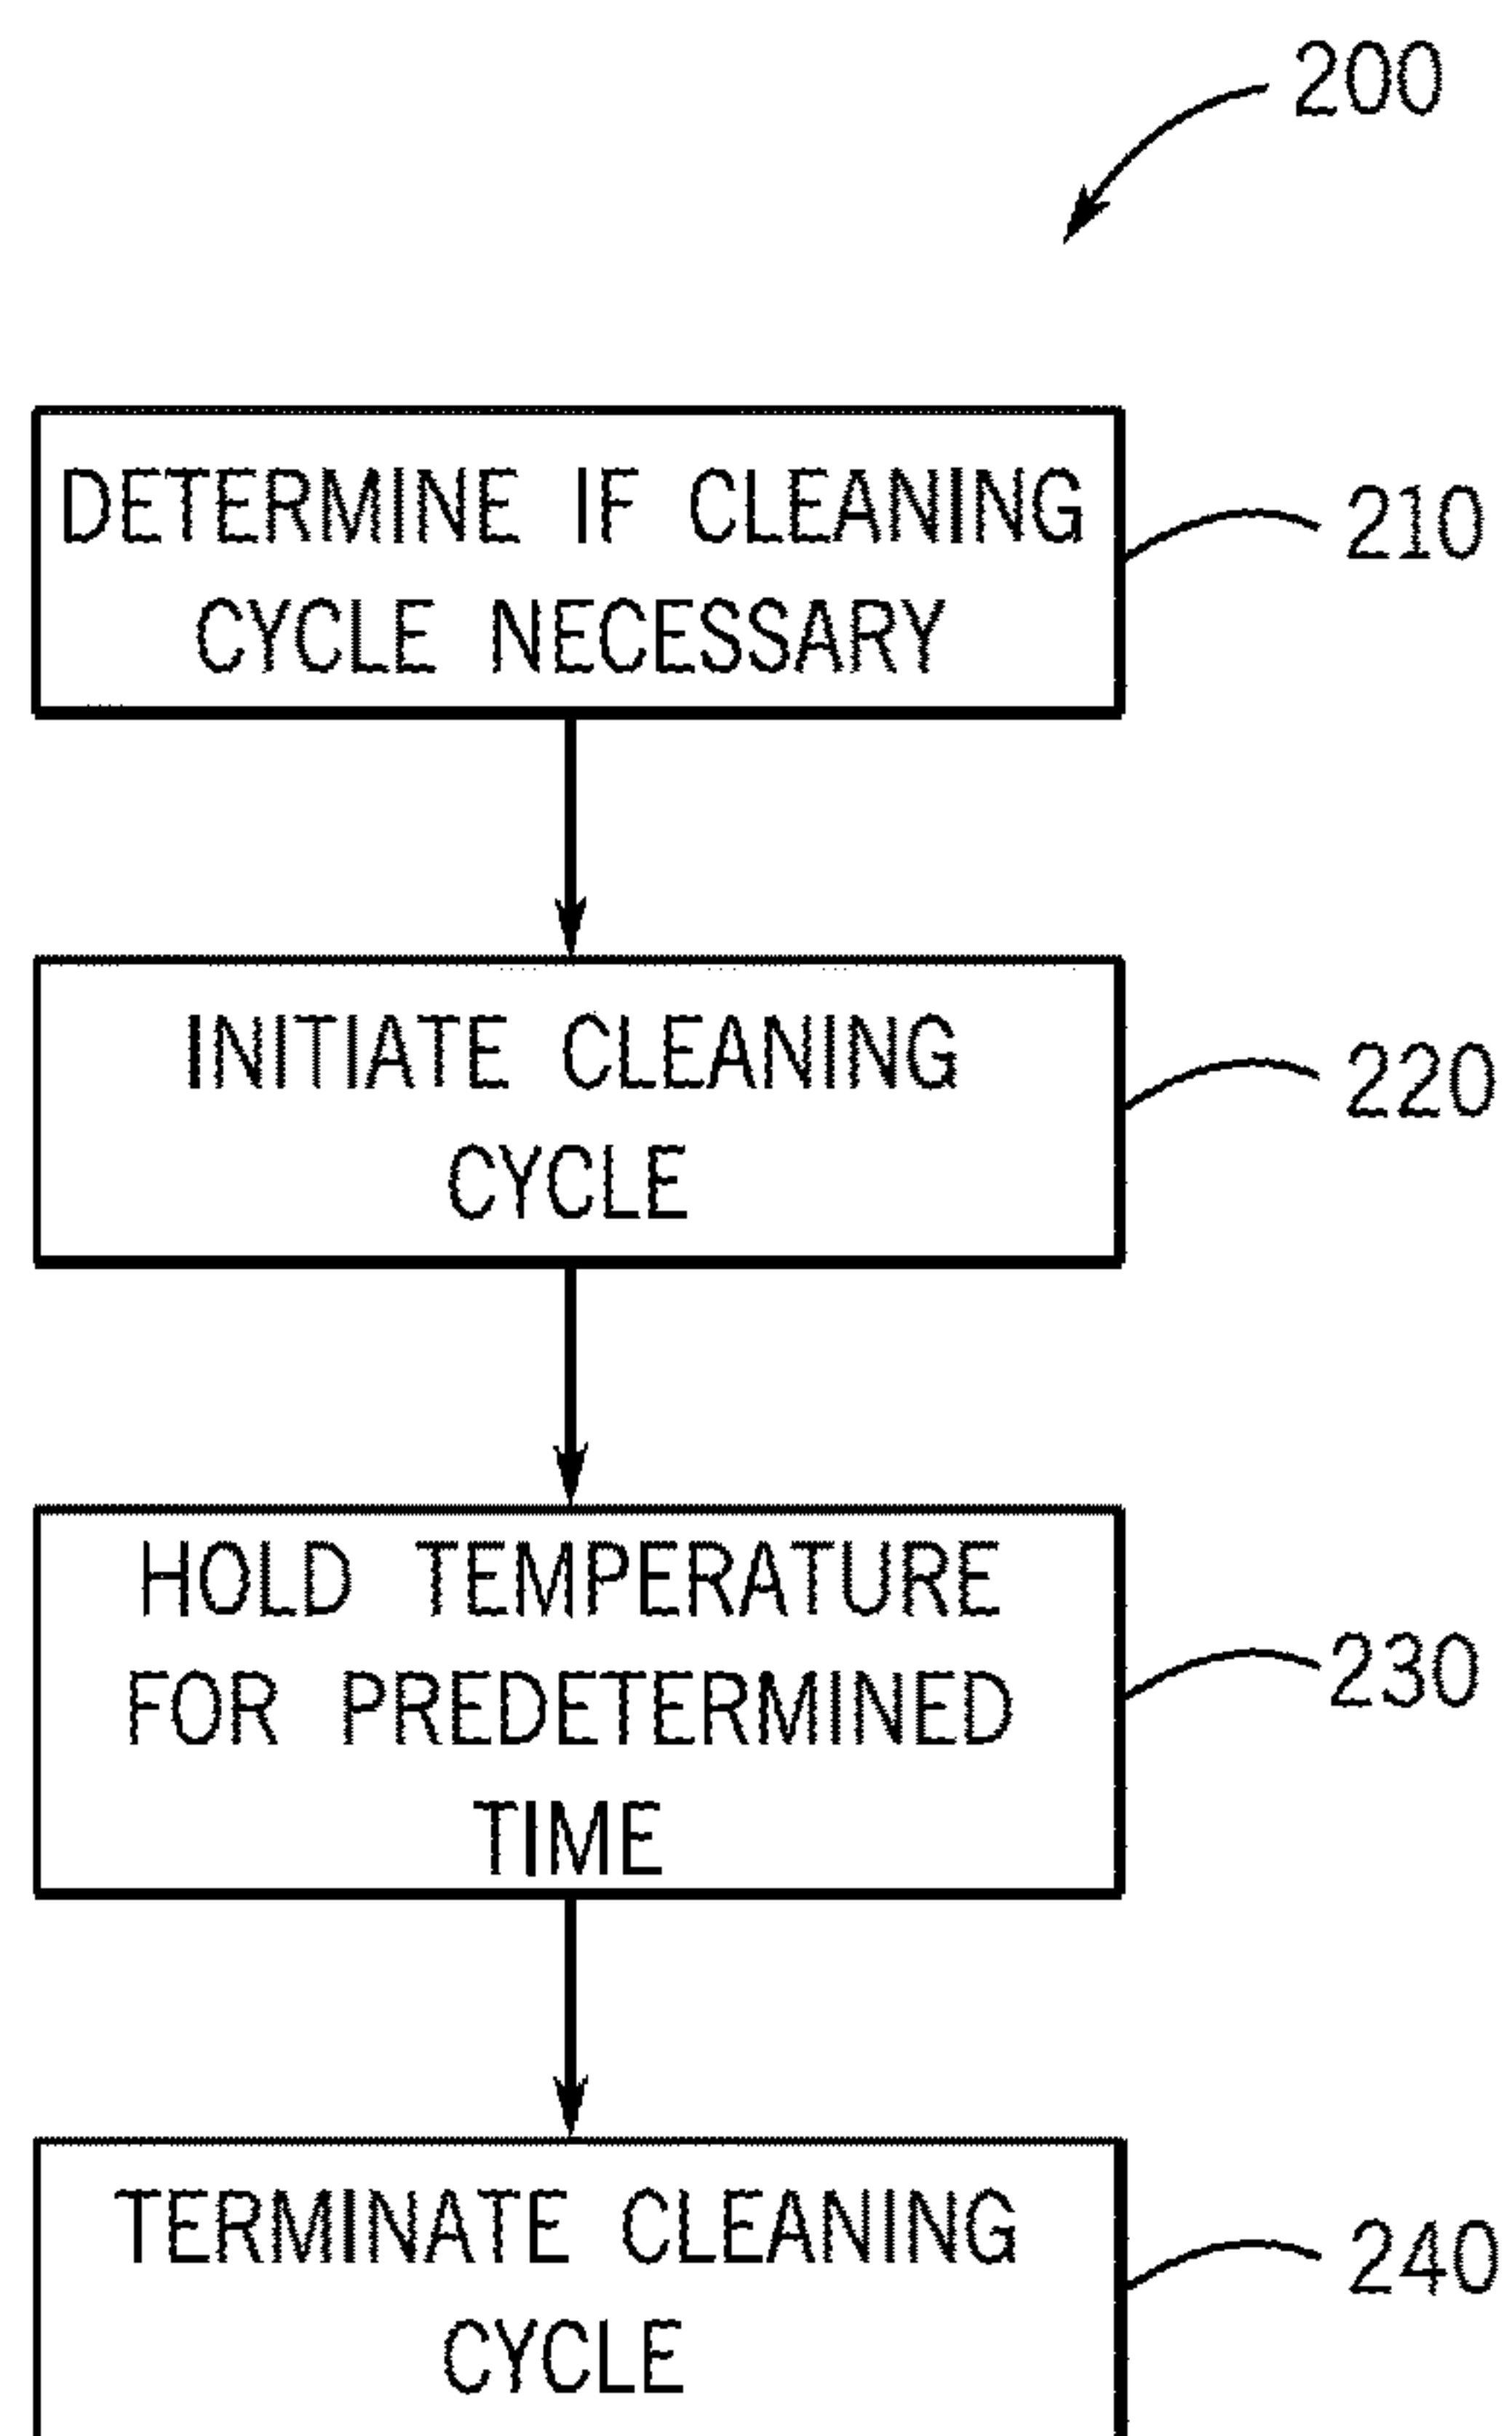 200
DETERMINE IF CLEANING
CYCLE NECESSARY
210
INITIATE CLEANING
CYCLE
220
HOLD TEMPERATURE
FOR PREDETERMINED
TIME
230
TERMINATE CLEANING
CYCLE
240